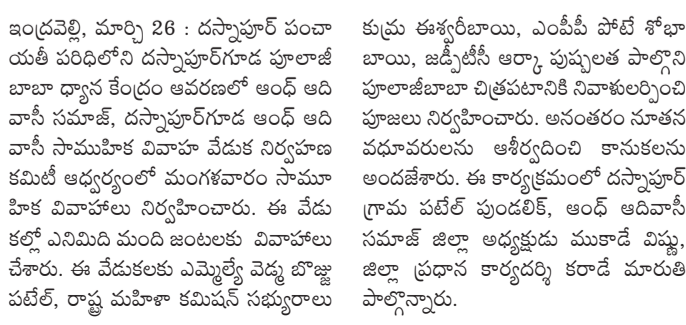 ఇంద్రవెల్లి, మార్చి 26 : దస్నాపూర్ పంచా
యతీ పరిధిలోని దస్నాపూర్‌గూడ పూలాజీ
బాబా ధ్యాన కేంద్రం ఆవరణలో ఆంధ్ ఆది
వాసీ సమాజ్, దస్నాపూర్‌గూడ ఆంధ్ ఆది
వాసీ సాముహిక వివాహ వేడుక నిర్వహణ
కమిటీ ఆధ్వర్యంలో మంగళవారం సామూ
హిక వివాహాలు నిర్వహించారు. ఈ వేడు
కల్లో ఎనిమిది మంది జంటలకు వివాహాలు
చేశారు. ఈ వేడుకలకు ఎమ్మెల్యే వెడ్మ బొజ్జు
పటేల్, రాష్ట్ర మహిళా కమిషన్ సభ్యురాలు
కుమ్ర ఈశ్వరీబాయి, ఎంపీపీ పోటే శోభా
బాయి, జడ్పీటీసీ ఆర్కా పుష్పలత పాల్గొని
పూలాజీబాబా చిత్రపటానికి నివాళులర్పించి
పూజలు నిర్వహించారు. అనంతరం నూతన
వధూవరులను ఆశీర్వదించి కానుకలను
అందజేశారు. ఈ కార్యక్రమంలో దస్నాపూర్
గ్రామ పటేల్ పుండలిక్, ఆంధ్ ఆదివాసీ
సమాజ్ జిల్లా అధ్యక్షుడు ముకాడే విష్ణు,
జిల్లా ప్రధాన కార్యదర్శి కరాడే మారుతి
పాల్గొన్నారు.